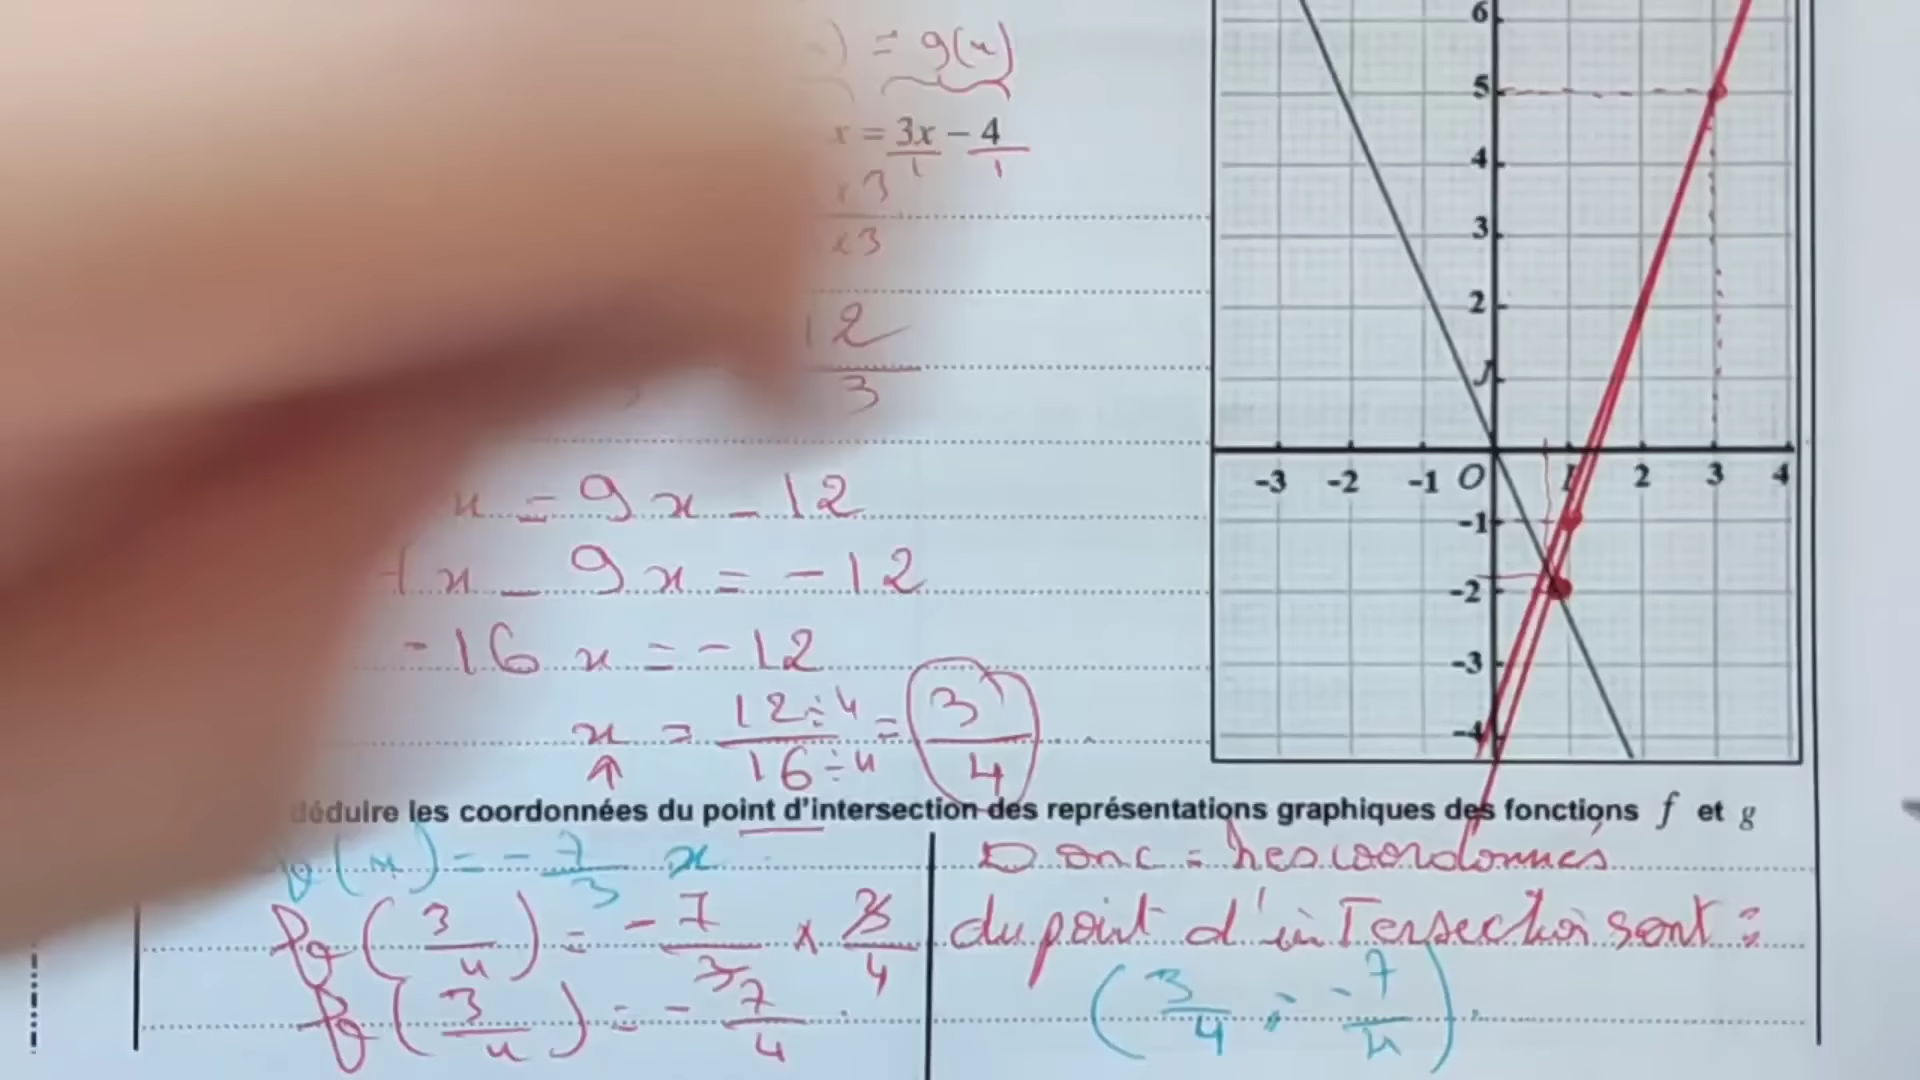 ) = g(x)
x = 3x - 4
1 1
×3
×3
12
3
x = 9x - 12
x - 9x = -12
-16 x = -12
x = 12÷4 / 16÷4 = 3/4
déduire les coordonnées du point d'intersection des représentations graphiques des fonctions f et g
f(x) = - 7/3 x
f(3/4) = - 7/3 × 3/4
f(3/4) = - 7/4
Donc = les coordonnés
du point d'intersection sont :
(3/4 ; -7/4).
6
5
4
3
2
J
-3 -2 -1 O I 2 3 4
-1
-2
-3
-4